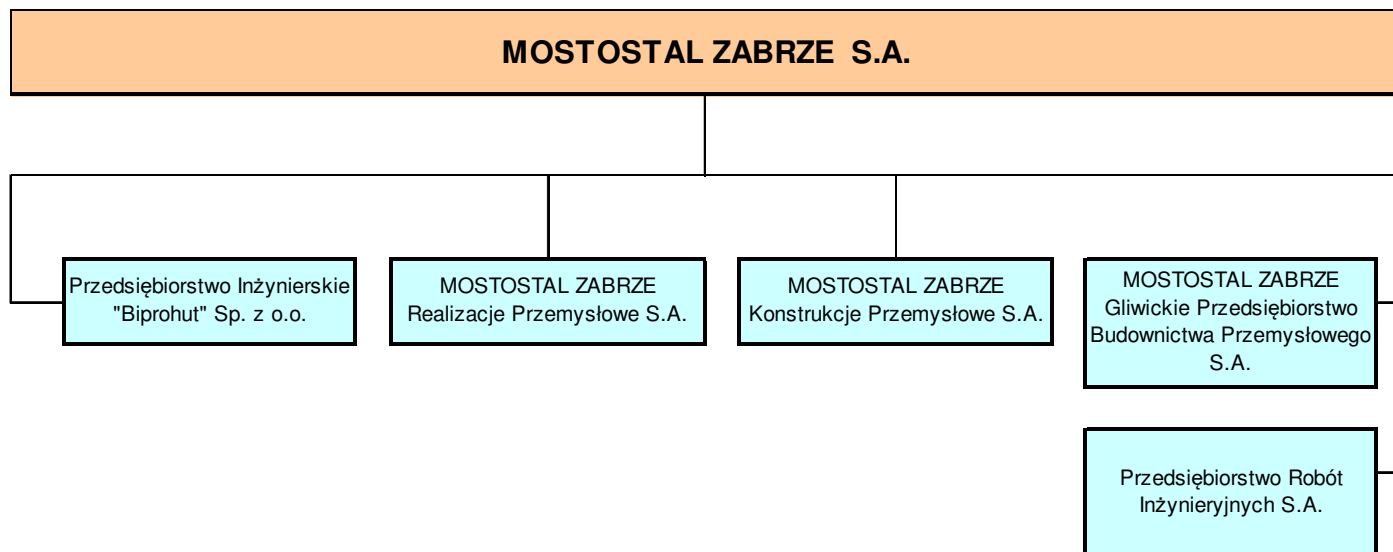 MOSTOSTAL ZABRZE S.A.
Przedsiębiorstwo Inżynierskie
"Biprohut" Sp. z o.o.
MOSTOSTAL ZABRZE
Realizacje Przemysłowe S.A.
MOSTOSTAL ZABRZE
Konstrukcje Przemysłowe S.A.
MOSTOSTAL ZABRZE
Gliwickie Przedsiębiorstwo
Budownictwa Przemysłowego
S.A.
Przedsiębiorstwo Robót
Inżynieryjnych S.A.